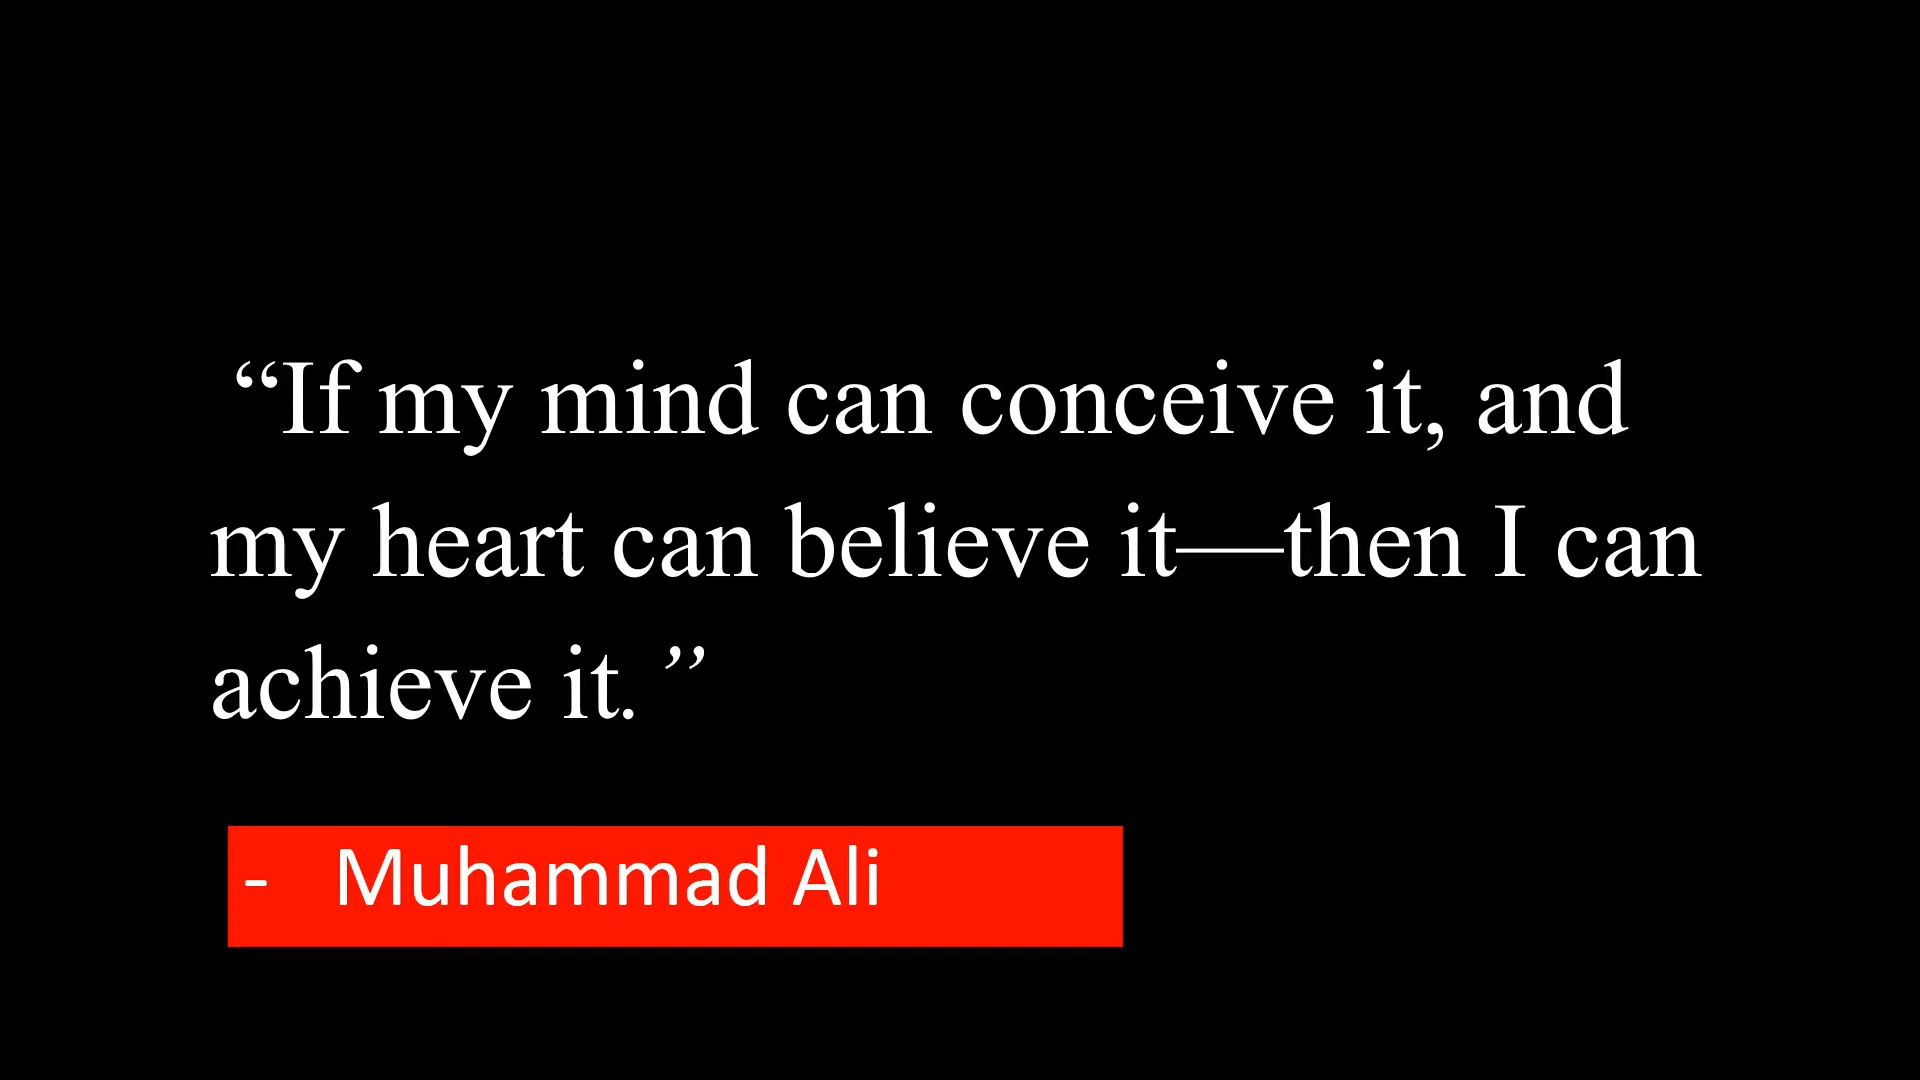 “If my mind can conceive it, and
my heart can believe it—then I can
achieve it. ”
- Muhammad Ali